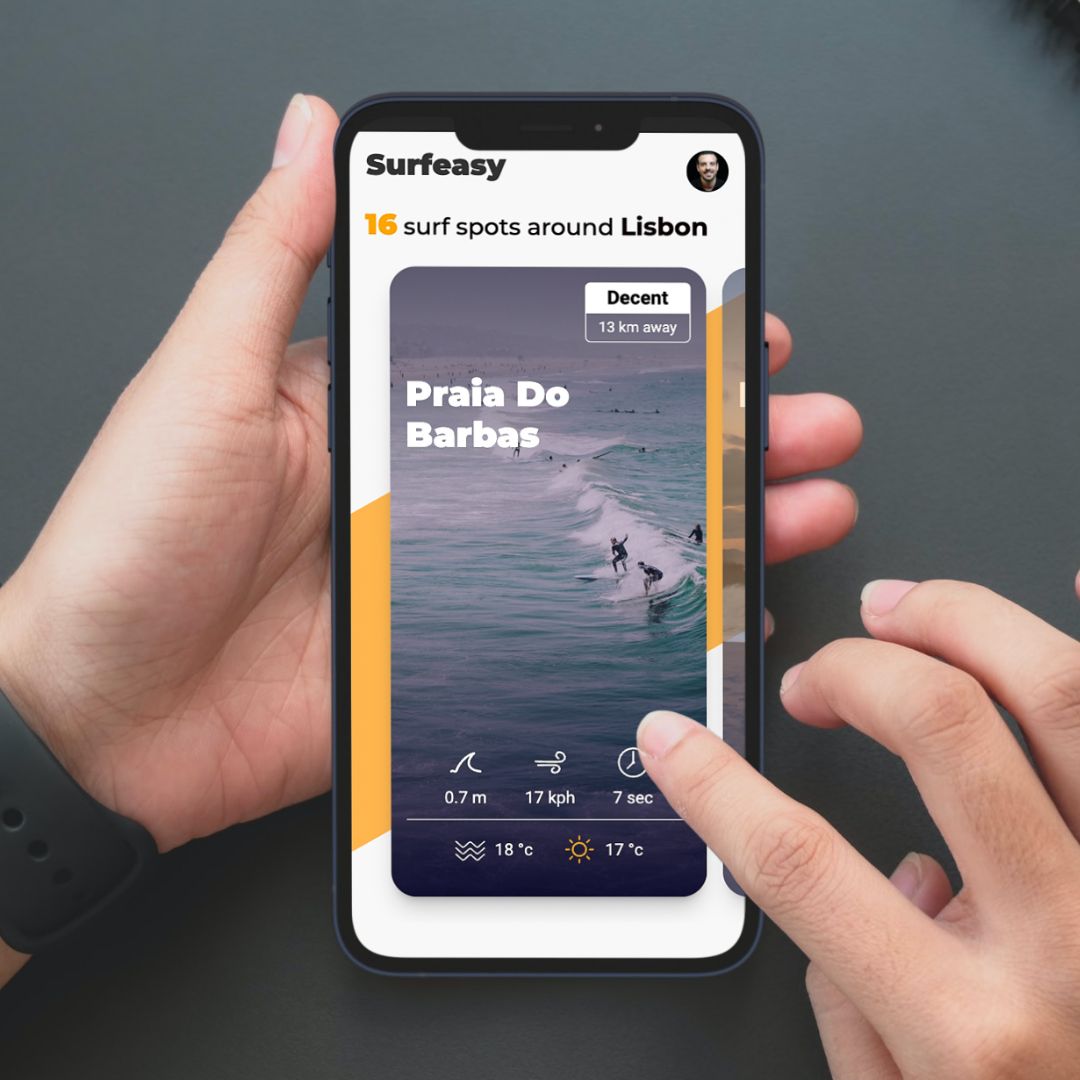 Surfeasy
16 surf spots around Lisbon
Decent
13 km away
Praia Do
Barbas
0.7 m 17 kph 7 sec
18 °c 17 °c